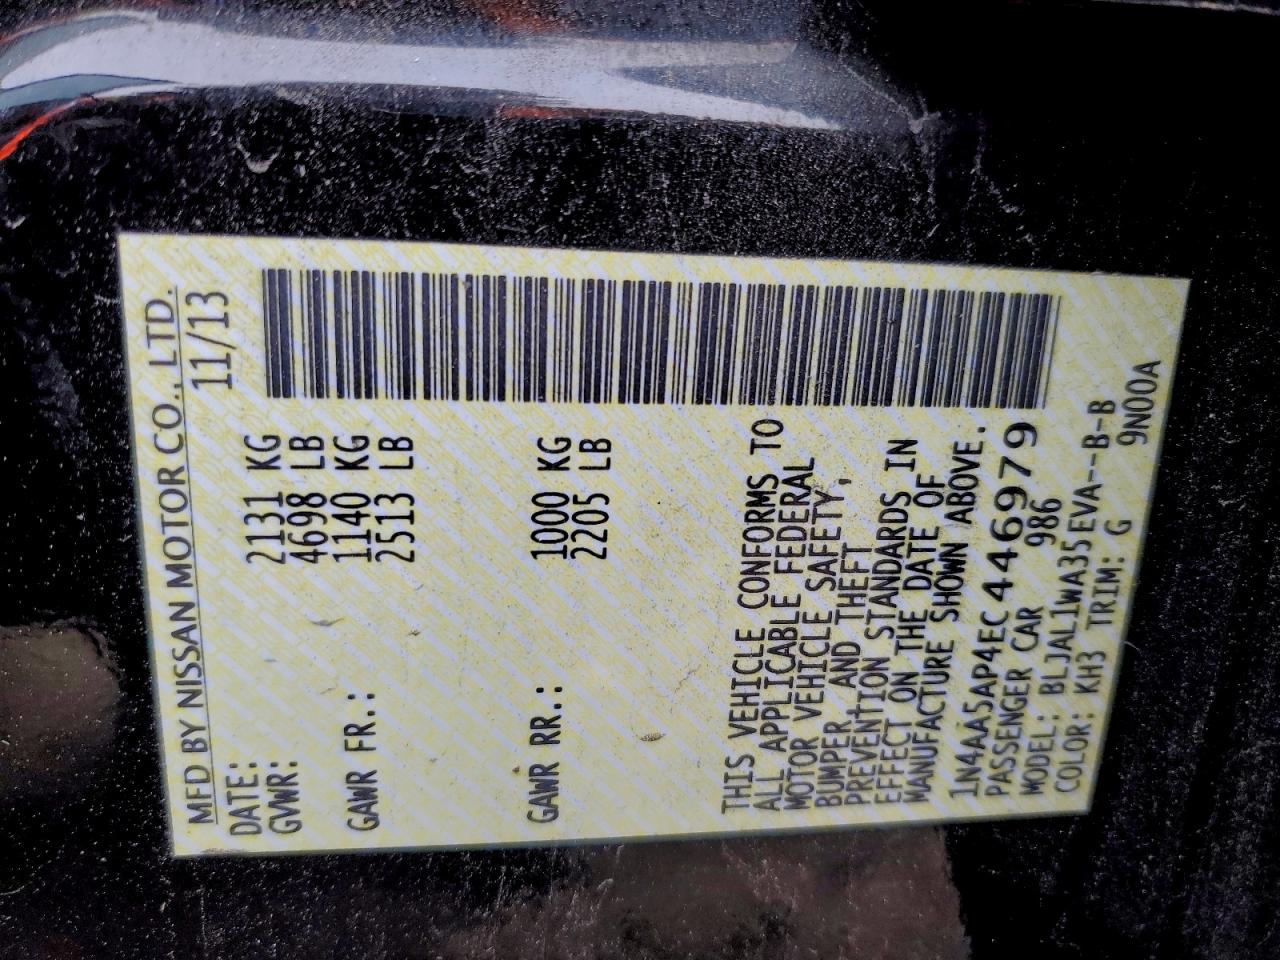 MFD BY NISSAN MOTOR CO., LTD.
DATE: 11/13
GVWR: 2131 KG
4698 LB
GAWR FR.: 1140 KG
2513 LB
GAWR RR.: 1000 KG
2205 LB
THIS VEHICLE CONFORMS TO
ALL APPLICABLE FEDERAL
MOTOR VEHICLE SAFETY,
BUMPER, AND THEFT
PREVENTION STANDARDS IN
EFFECT ON THE DATE OF
MANUFACTURE SHOWN ABOVE.
1N4AA5AP4EC446979
PASSENGER CAR 986
MODEL: BLJAL1WA35EVA--B-B
COLOR: KH3 TRIM: G 9N00A